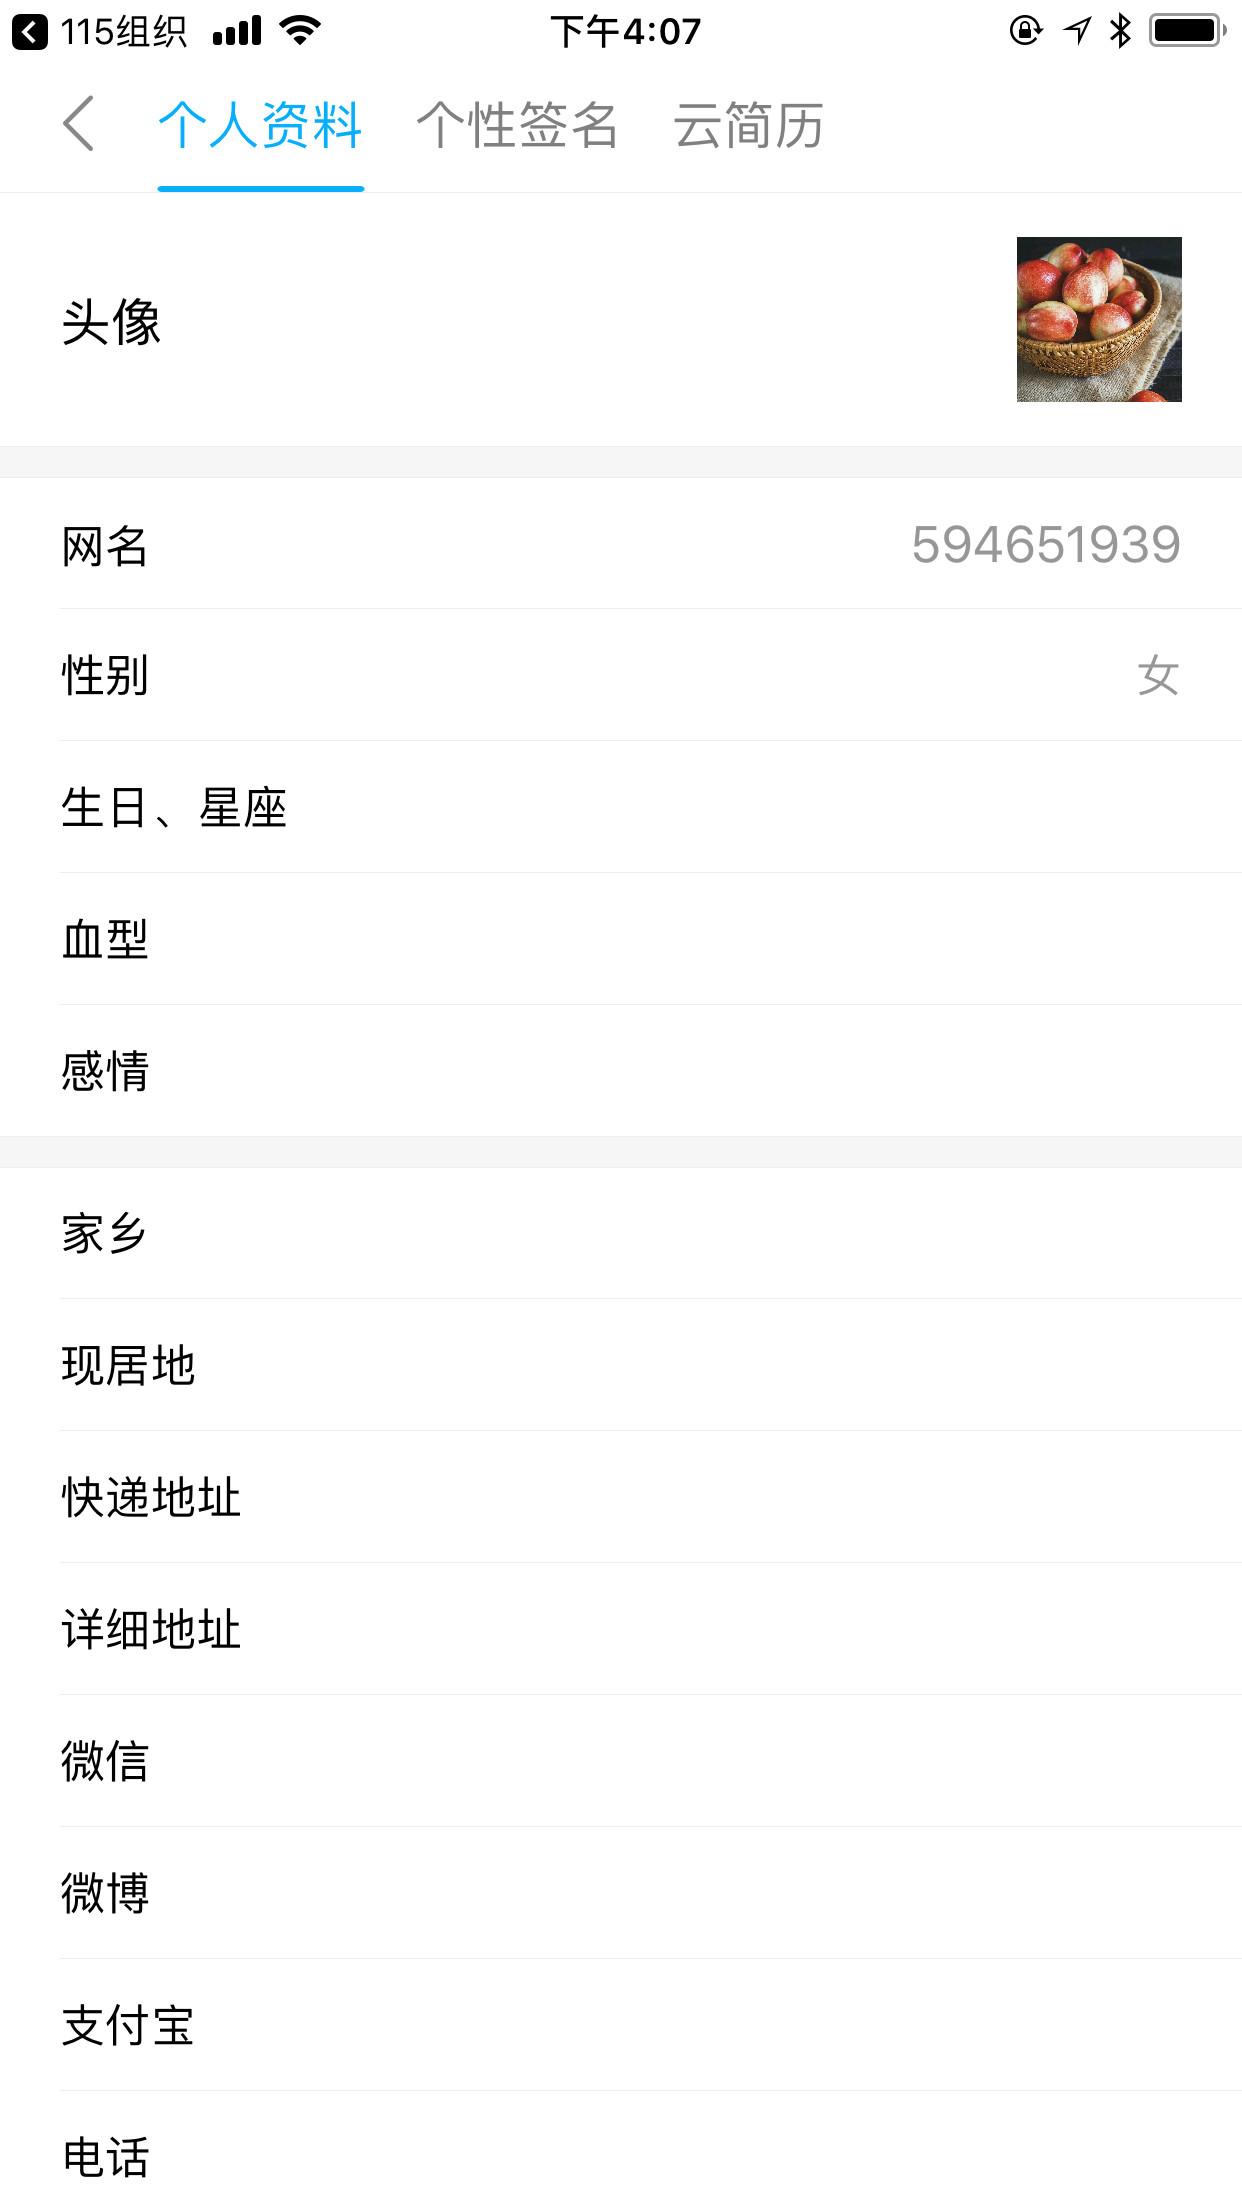 115组织 下午4:07
个人资料 个性签名 云简历
头像
网名 594651939
性别 女
生日、星座
血型
感情
家乡
现居地
快递地址
详细地址
微信
微博
支付宝
电话